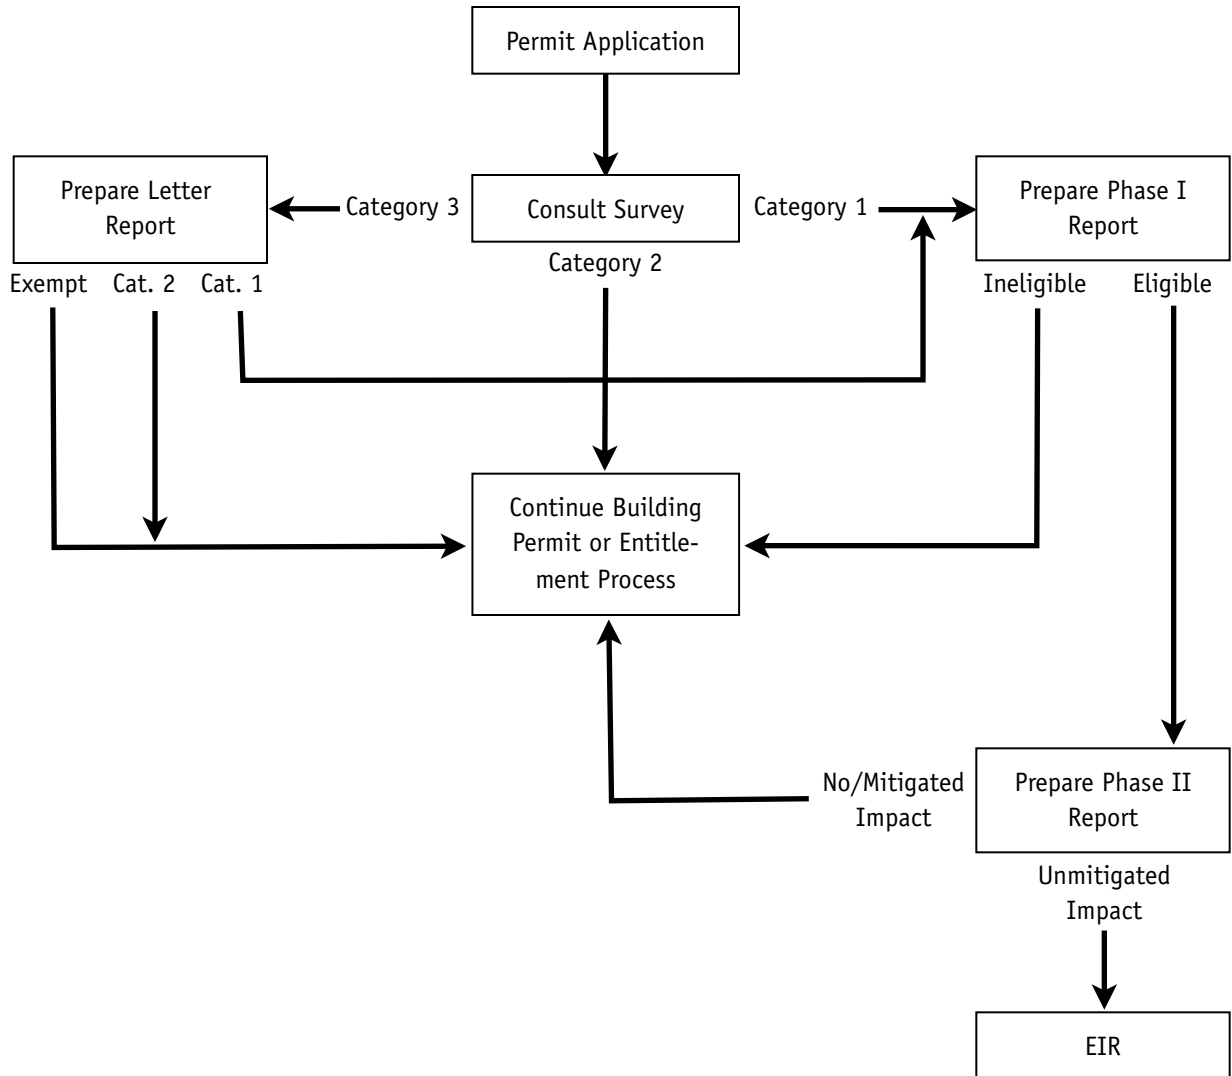 Permit Application
Prepare Letter
Report
Category 3
Consult Survey
Category 1
Prepare Phase I
Report
Category 2
Exempt
Cat. 2
Cat. 1
Ineligible
Eligible
Continue Building
Permit or Entitle-
ment Process
No/Mitigated
Impact
Prepare Phase II
Report
Unmitigated
Impact
EIR